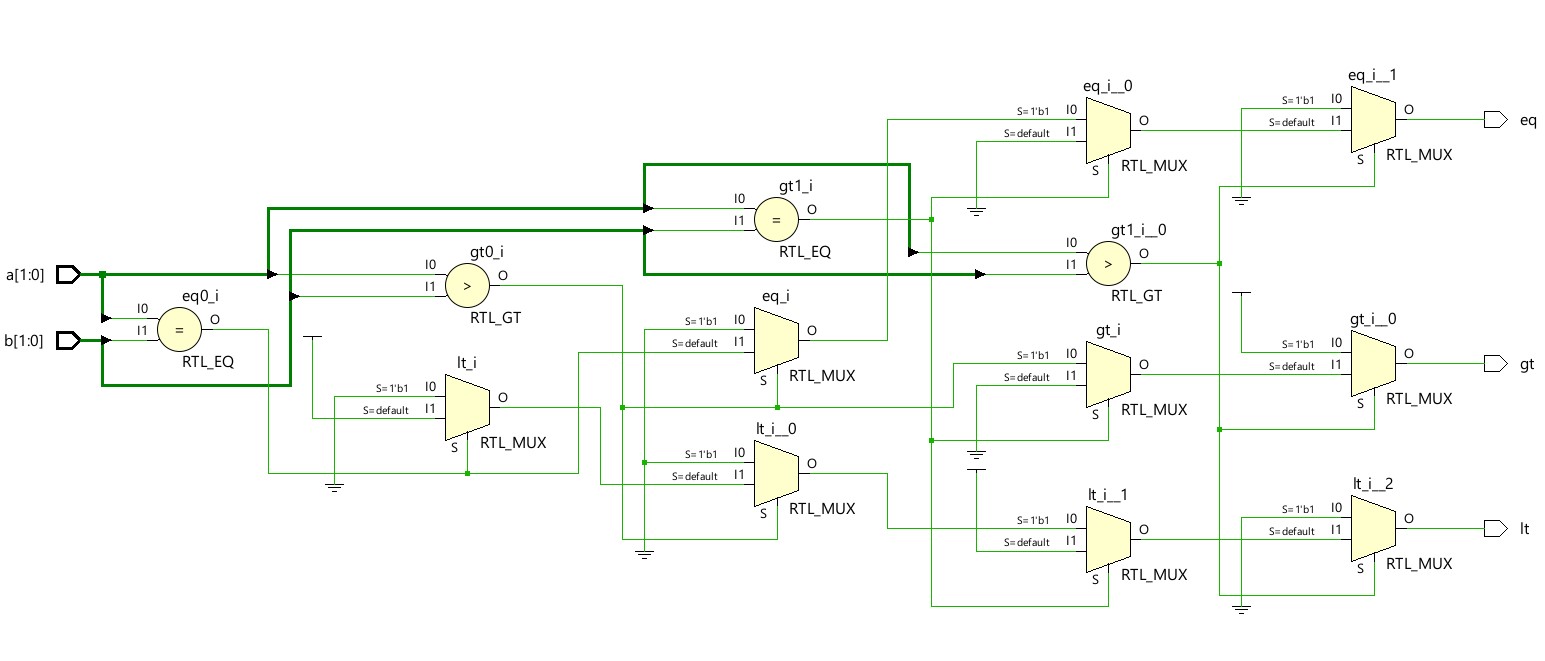 a[1:0]
b[1:0]
eq0_i
I0
I1
=
O
RTL_EQ
gt0_i
I0
I1
>
O
RTL_GT
lt_i
S=1'b1 I0
S=default I1
S
O
RTL_MUX
gt1_i
I0
I1
=
O
RTL_EQ
eq_i
S=1'b1 I0
S=default I1
S
O
RTL_MUX
lt_i__0
S=1'b1 I0
S=default I1
S
O
RTL_MUX
eq_i__0
S=1'b1 I0
S=default I1
S
O
RTL_MUX
gt1_i__0
I0
I1
>
O
RTL_GT
gt_i
S=1'b1 I0
S=default I1
S
O
RTL_MUX
lt_i__1
S=1'b1 I0
S=default I1
S
O
RTL_MUX
eq_i__1
S=1'b1 I0
S=default I1
S
O
RTL_MUX
eq
gt_i__0
S=1'b1 I0
S=default I1
S
O
RTL_MUX
gt
lt_i__2
S=1'b1 I0
S=default I1
S
O
RTL_MUX
lt